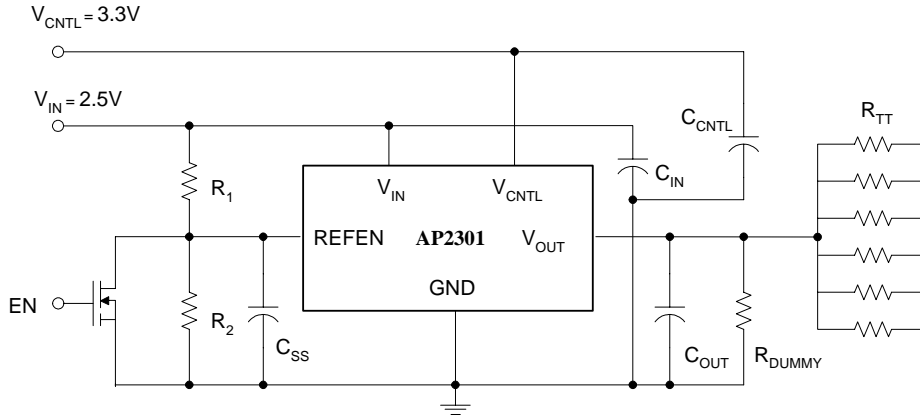 VCNTL = 3.3V
VIN = 2.5V
CCNTL
RTT
R1
VIN
VCNTL
CIN
REFEN AP2301 VOUT
GND
EN
R2
CSS
COUT
RDUMMY